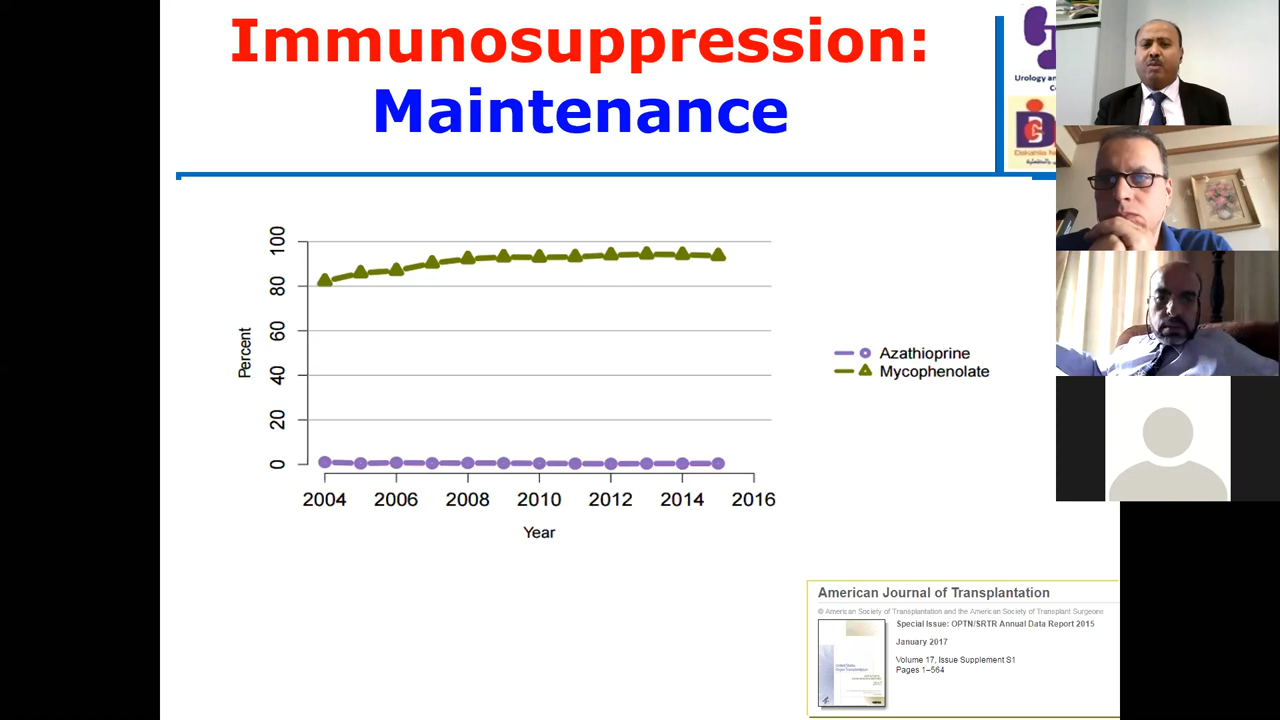 Immunosuppression:
Maintenance
Urology and
Percent
100
80
60
40
20
0
2004 2006 2008 2010 2012 2014 2016
Year
Azathioprine
Mycophenolate
American Journal of Transplantation
© American Society of Transplantation and the American Society of Transplant Surgeons
Special Issue: OPTN/SRTR Annual Data Report 2015
January 2017
Volume 17, Issue Supplement S1
Pages 1–564